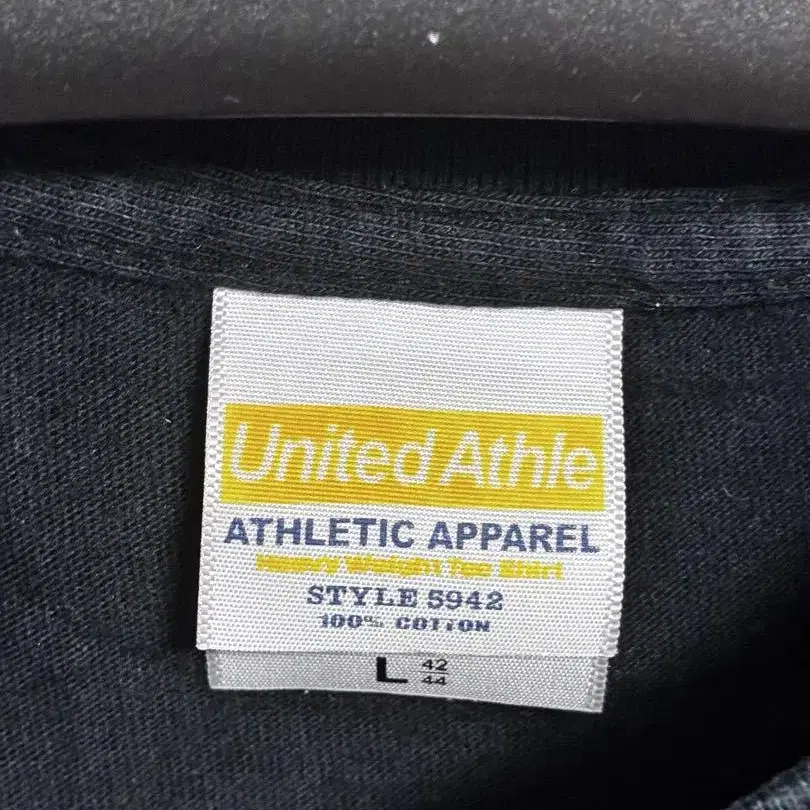 United Athle
ATHLETIC APPAREL
Heavy Weight Tee Shirt
STYLE 5942
100% COTTON
L 42
44